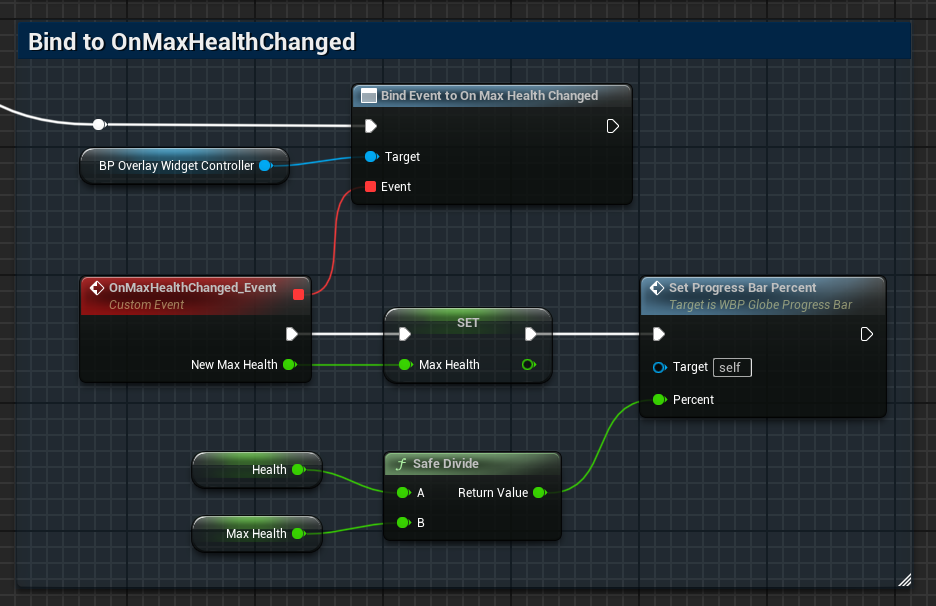 Bind to OnMaxHealthChanged
Bind Event to On Max Health Changed
BP Overlay Widget Controller
Target
Event
OnMaxHealthChanged_Event
Custom Event
New Max Health
SET
Max Health
Set Progress Bar Percent
Target is WBP Globe Progress Bar
Target self
Percent
Health
Max Health
f Safe Divide
A Return Value
B